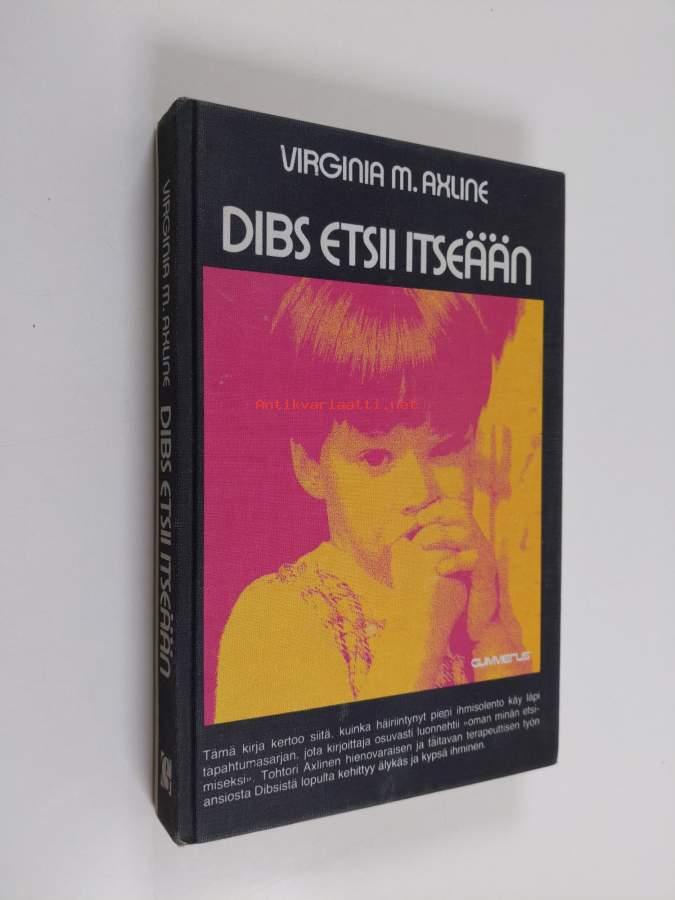 VIRGINIA M. AXLINE
DIBS ETSII ITSEÄÄN
VIRGINIA M. AXLINE DIBS ETSII ITSEÄÄN
Antikvariaatti.net
GUMMERUS
Tämä kirja kertoo siitä, kuinka häiriintynyt pieni ihmisolento käy läpi
tapahtumasarjan, jota kirjoittaja osuvasti luonnehtii »oman minän etsi-
miseksi». Tohtori Axlinen hienovaraisen ja taitavan terapeuttisen työn
ansiosta Dibsistä lopulta kehittyy älykäs ja kypsä ihminen.